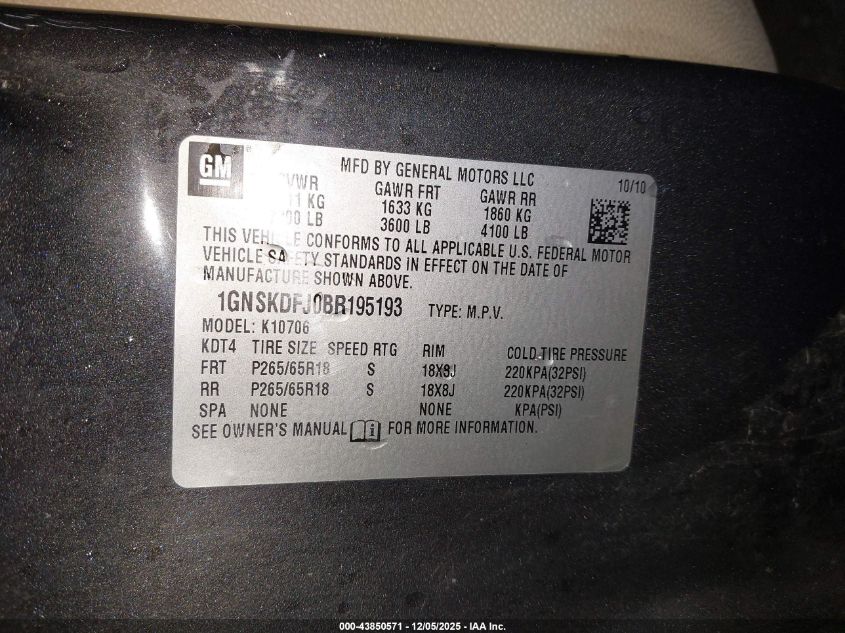 GM
MFD BY GENERAL MOTORS LLC
10/10
GAWR FRT GAWR RR
KG 1633 KG 1860 KG
LB 3600 LB 4100 LB
THIS VEHICLE CONFORMS TO ALL APPLICABLE U.S. FEDERAL MOTOR
VEHICLE SAFETY STANDARDS IN EFFECT ON THE DATE OF
MANUFACTURE SHOWN ABOVE.
1GNSKDFJ0BR195193 TYPE: M.P.V.
MODEL: K10706
KDT4 TIRE SIZE SPEED RTG RIM COLD TIRE PRESSURE
FRT P265/65R18 S 220KPA(32PSI)
RR P265/65R18 S 18X8J 220KPA(32PSI)
SPA NONE NONE KPA(PSI)
SEE OWNER'S MANUAL i FOR MORE INFORMATION.
000-43850571 - 12/05/2025 - IAA Inc.